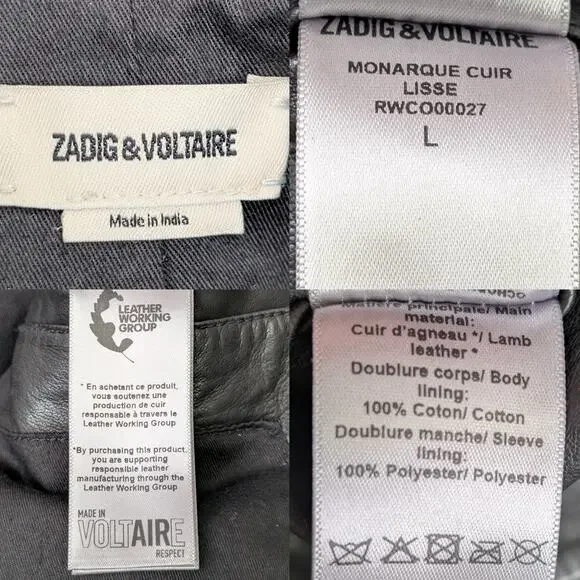 ZADIG & VOLTAIRE
Made in India
ZADIG & VOLTAIRE
MONARQUE CUIR
LISSE
RWCO00027
L
LEATHER
WORKING
GROUP
* En achetant ce produit,
vous soutenez une
production de cuir
responsable à travers le
Leather Working Group
*By purchasing this product,
you are supporting
responsible leather
manufacturing through the
Leather Working Group
MADE IN
VOLTAIRE
RESPECT
Matière principale/ Main
material:
Cuir d'agneau */ Lamb
leather *
Doublure corps/ Body
lining:
100% Coton/ Cotton
Doublure manche/ Sleeve
lining:
100% Polyester/ Polyester